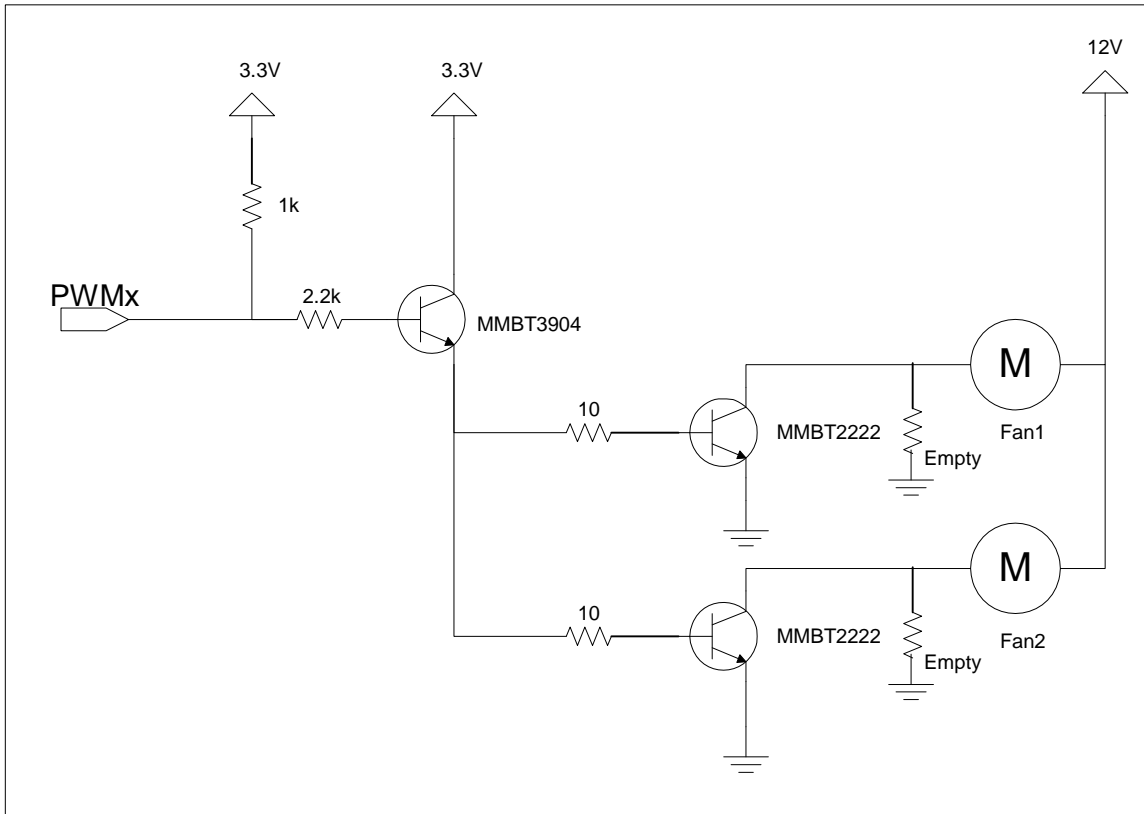 12V
3.3V
3.3V
1k
PWMx
2.2k
MMBT3904
M
10
MMBT2222
Fan1
Empty
M
10
MMBT2222
Fan2
Empty